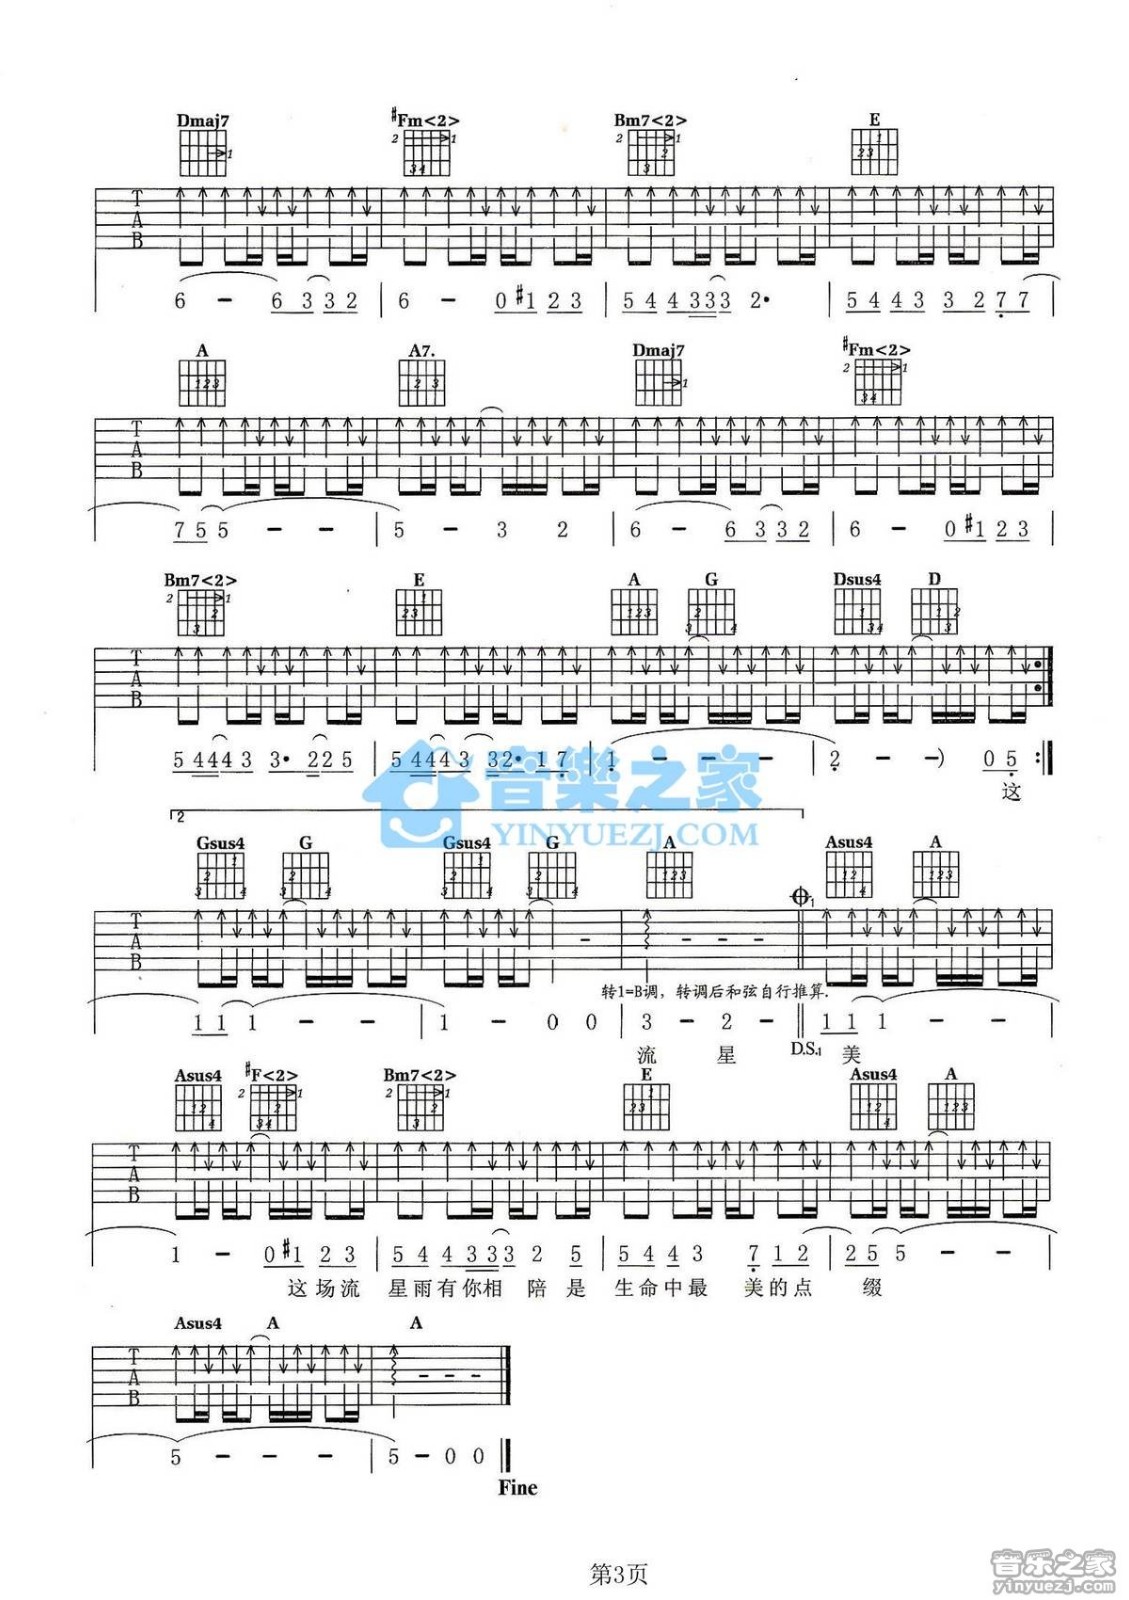 Dmaj7 #Fm<2> Bm7<2> E
T A B
6 - 6 3 3 2 | 6 - 0 #1 2 3 | 5 4 4 3 3 3 2· | 5 4 4 3 3 2 7 7
A A7. Dmaj7 #Fm<2>
T A B
7 5 5 - - | 5 - 3 2 | 6 - 6 3 3 2 | 6 - 0 #1 2 3
Bm7<2> E A G Dsus4 D
T A B
5 4 4 4 3 3· 2 2 5 | 5 4 4 4 3 3 2· 1 7 | 1 - - - | 2 - -) 0 5 :||
这
2
Gsus4 G Gsus4 G A Asus4 A
T A B
转1=B调，转调后和弦自行推算.
1 1 1 - - | 1 - 0 0 | 3 - 2 - || 1 1 1 - -
流 星 D.S.1 美
Asus4 #F<2> Bm7<2> E Asus4 A
T A B
1 - 0 #1 2 3 | 5 4 4 4 3 3 3 2 5 | 5 4 4 3 7 1 2 | 2 5 5 - -
这场流 星雨有你相 陪是 生命中最 美的点 缀
Asus4 A A
T A B
5 - - - | 5 - 0 0 ||
Fine
第3页
音樂之家
YINYUEZJ.COM
音乐之家
yinyuezj.com